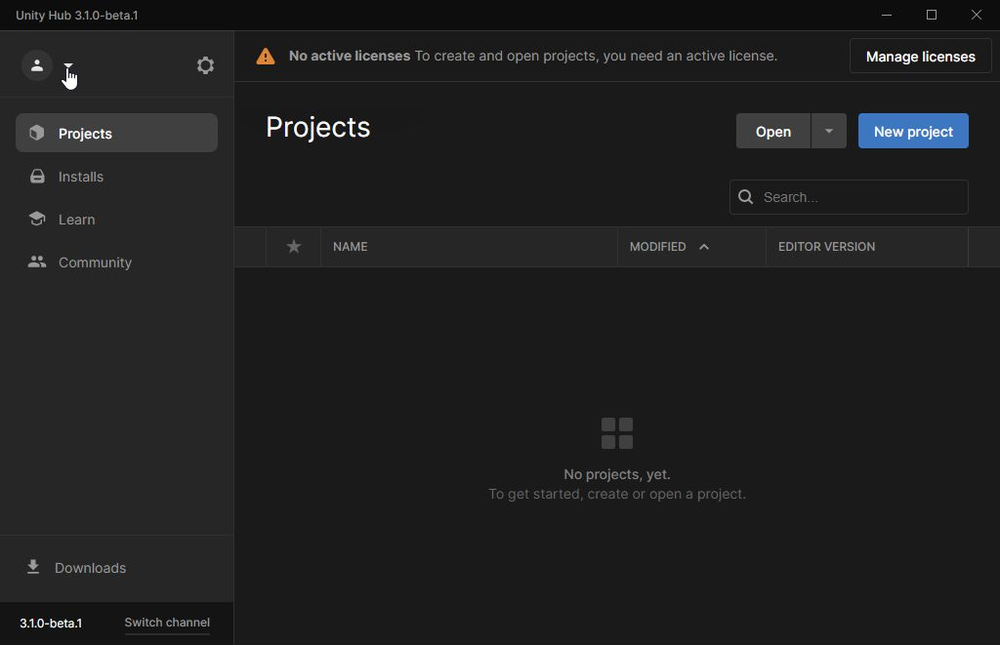 Unity Hub 3.1.0-beta.1
No active licenses To create and open projects, you need an active license.
Manage licenses
Projects
Installs
Learn
Community
Projects
Open
New project
Search...
NAME
MODIFIED
EDITOR VERSION
No projects, yet.
To get started, create or open a project.
Downloads
3.1.0-beta.1
Switch channel